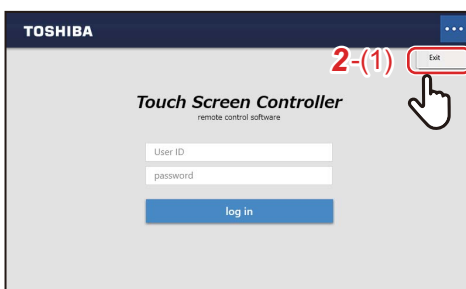 TOSHIBA
...
2-(1)
Exit
Touch Screen Controller
remote control software
User ID
password
log in